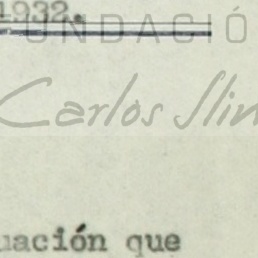 1932.
FUNDACIÓ
Carlos Slim
uación que